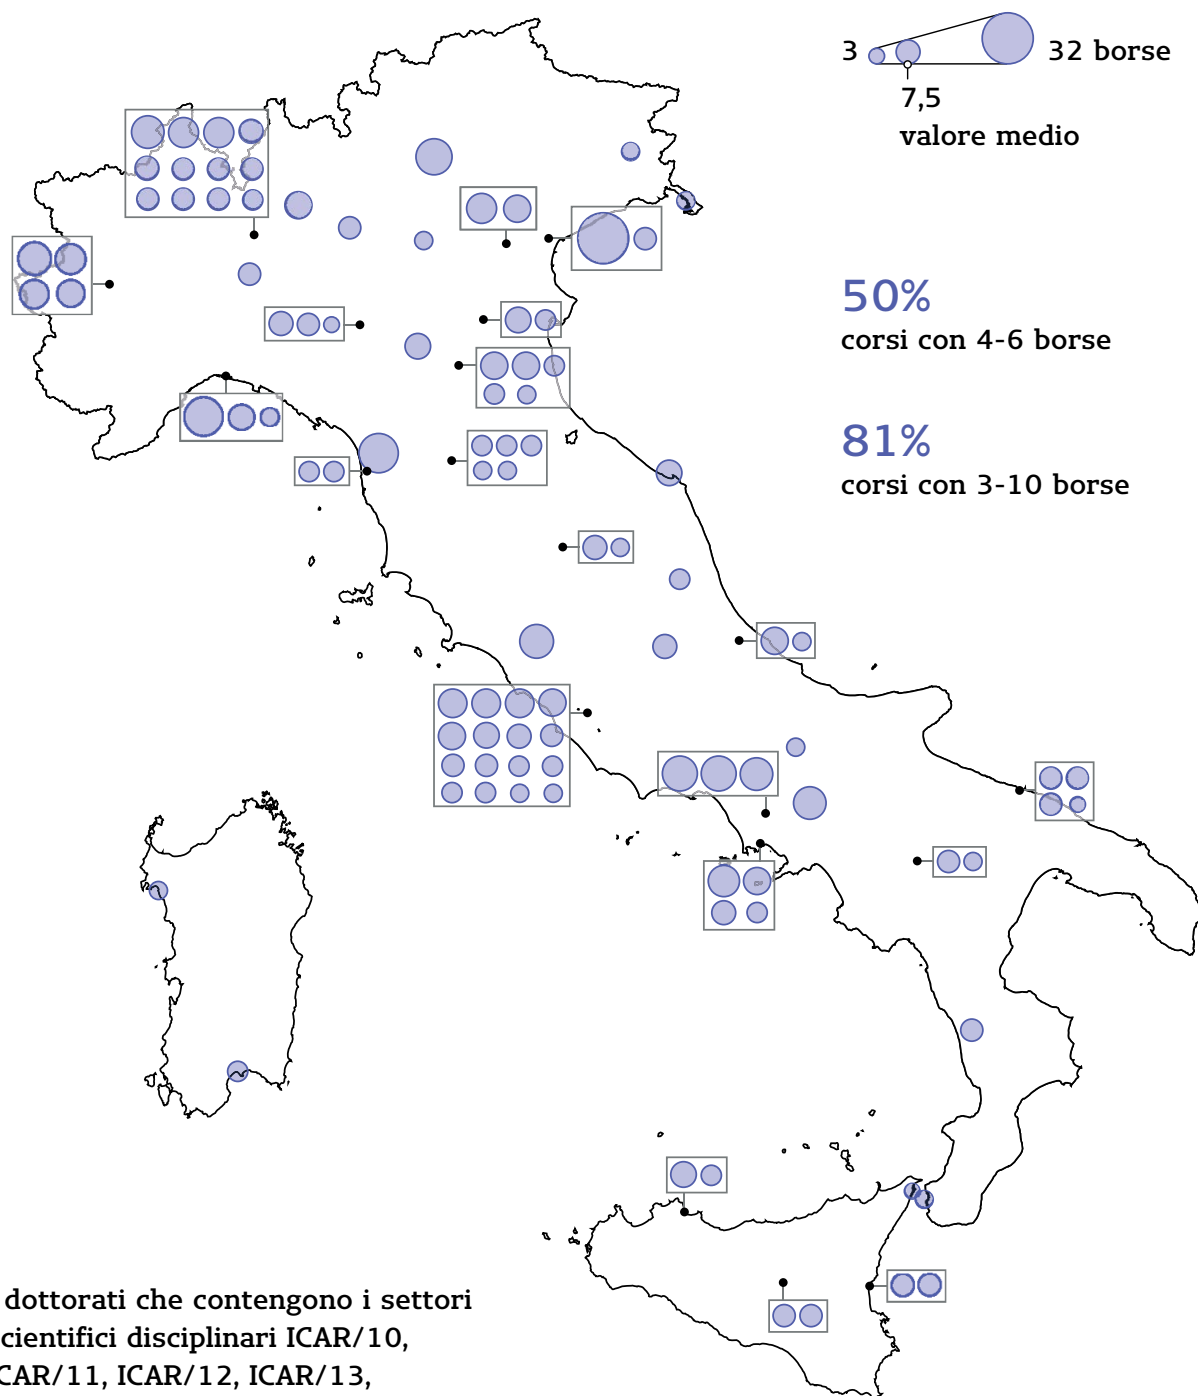 3
32 borse
7,5
valore medio
50%
corsi con 4-6 borse
81%
corsi con 3-10 borse
dottorati che contengono i settori
cientifici disciplinari ICAR/10,
CAR/11, ICAR/12, ICAR/13,